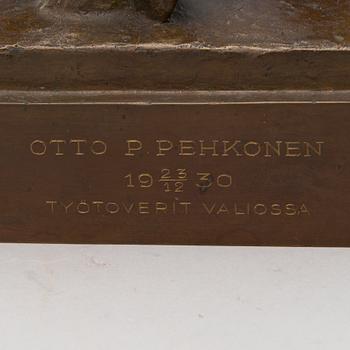 OTTO P. PEHKONEN
19 23/12 30
TYÖTOVERIT VALIOSSA